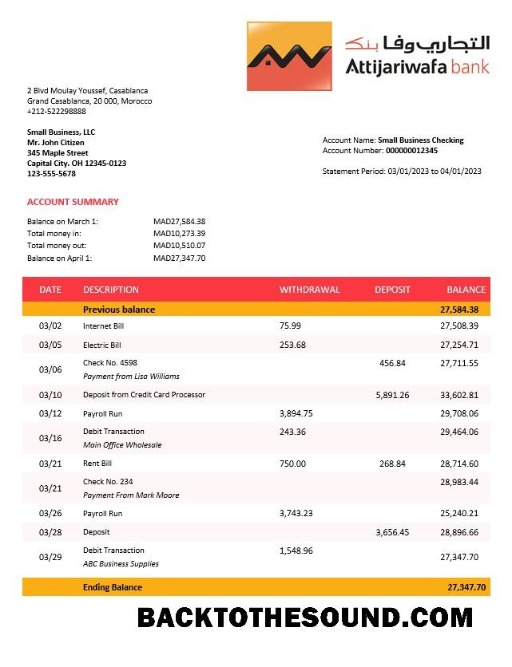 التجاري وفا بنك
Attijariwafa bank
2 Blvd Moulay Youssef, Casablanca
Grand Casablanca, 20 000, Morocco
+212-522298888
Small Business, LLC
Mr. John Citizen
345 Maple Street
Capital City. OH 12345-0123
123-555-5678
Account Name: Small Business Checking
Account Number: 000000012345
Statement Period: 03/01/2023 to 04/01/2023
ACCOUNT SUMMARY
Balance on March 1: MAD27,584.38
Total money in: MAD10,273.39
Total money out: MAD10,510.07
Balance on April 1: MAD27,347.70
DATE DESCRIPTION WITHDRAWAL DEPOSIT BALANCE
Previous balance 27,584.38
03/02 Internet Bill 75.99 27,508.39
03/05 Electric Bill 253.68 27,254.71
03/06 Check No. 4598 456.84 27,711.55
Payment from Lisa Williams
03/10 Deposit from Credit Card Processor 5,891.26 33,602.81
03/12 Payroll Run 3,894.75 29,708.06
03/16 Debit Transaction 243.36 29,464.06
Main Office Wholesale
03/21 Rent Bill 750.00 268.84 28,714.60
03/21 Check No. 234 28,983.44
Payment From Mark Moore
03/26 Payroll Run 3,743.23 25,240.21
03/28 Deposit 3,656.45 28,896.66
03/29 Debit Transaction 1,548.96 27,347.70
ABC Business Supplies
Ending Balance 27,347.70
BACKTOTHESOUND.COM